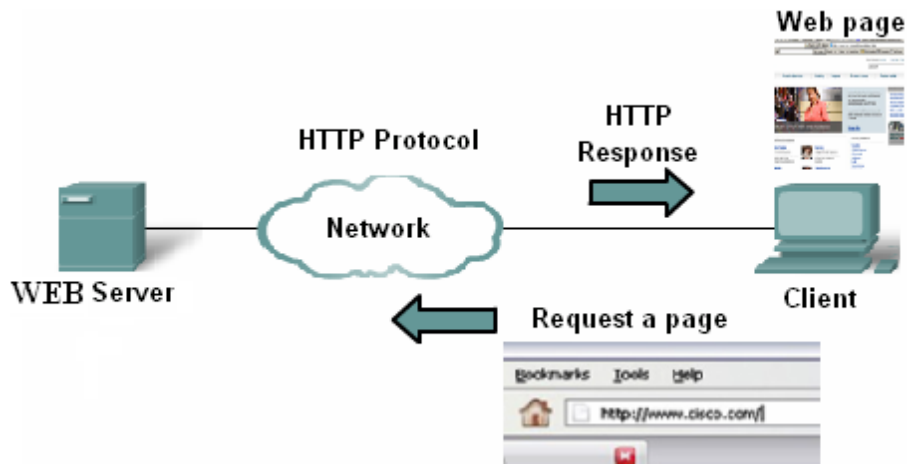 Web page
HTTP Protocol
HTTP
Response
Network
WEB Server
Client
Request a page
Bookmarks Tools Help
http://www.cisco.com/